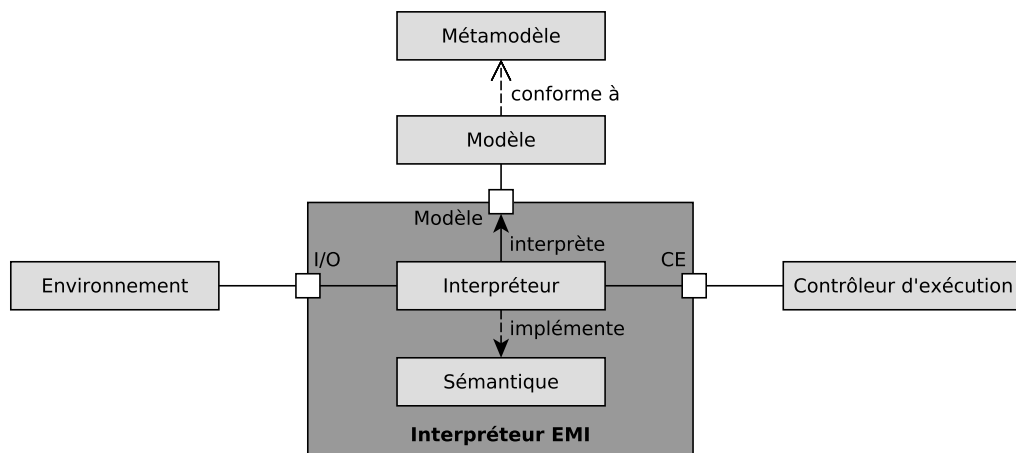 Métamodèle
conforme à
Modèle
Modèle
interprète
I/O
CE
Environnement
Interpréteur
Contrôleur d'exécution
implémente
Sémantique
Interpréteur EMI